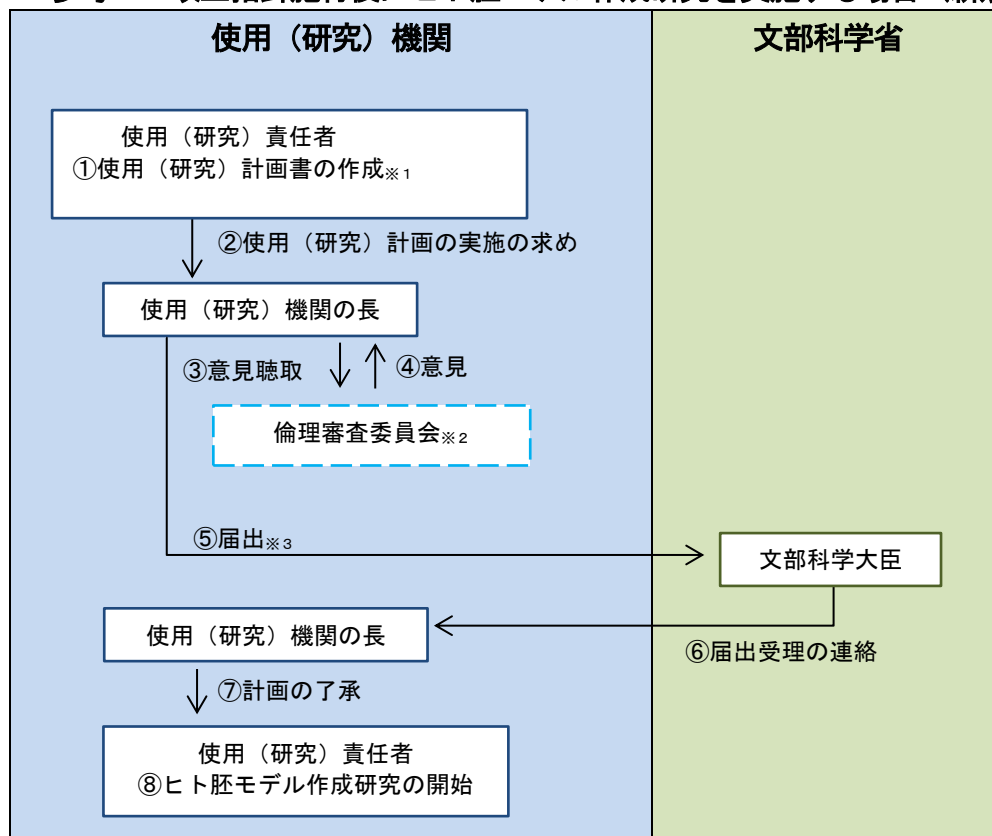 使用（研究）機関
文部科学省
使用（研究）責任者
①使用（研究）計画書の作成※1
②使用（研究）計画の実施の求め
使用（研究）機関の長
③意見聴取
④意見
倫理審査委員会※2
⑤届出※3
文部科学大臣
使用（研究）機関の長
⑥届出受理の連絡
⑦計画の了承
使用（研究）責任者
⑧ヒト胚モデル作成研究の開始